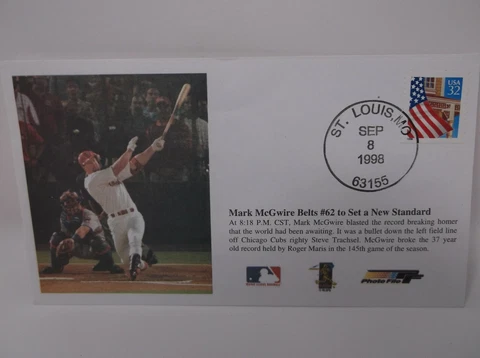 USA
32
ST. LOUIS, MO
SEP
8
1998
63155
Mark McGwire Belts #62 to Set a New Standard
At 8:18 P.M. CST, Mark McGwire blasted the record breaking homer
that the world had been awaiting. It was a bullet down the left field line
off Chicago Cubs righty Steve Trachsel. McGwire broke the 37 year
old record held by Roger Maris in the 145th game of the season.
Photo File